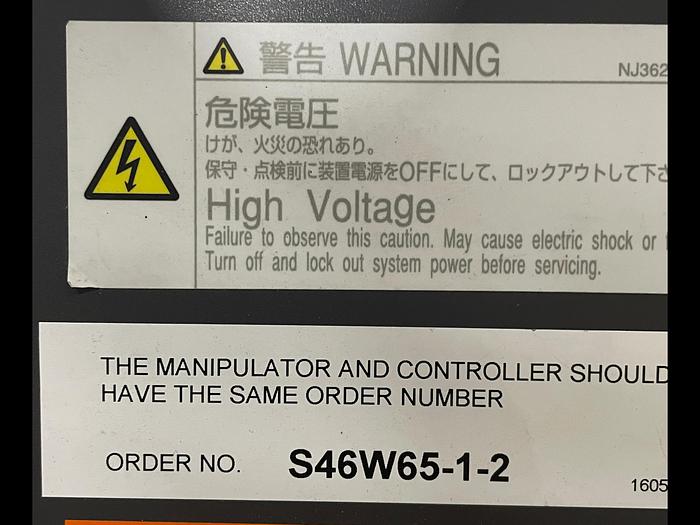 警告 WARNING
NJ362
危険電圧
けが、火災の恐れあり。
保守・点検前に装置電源をOFFにして、ロックアウトして下さ
High Voltage
Failure to observe this caution. May cause electric shock or
Turn off and lock out system power before servicing.
THE MANIPULATOR AND CONTROLLER SHOULD
HAVE THE SAME ORDER NUMBER
ORDER NO. S46W65-1-2
1605